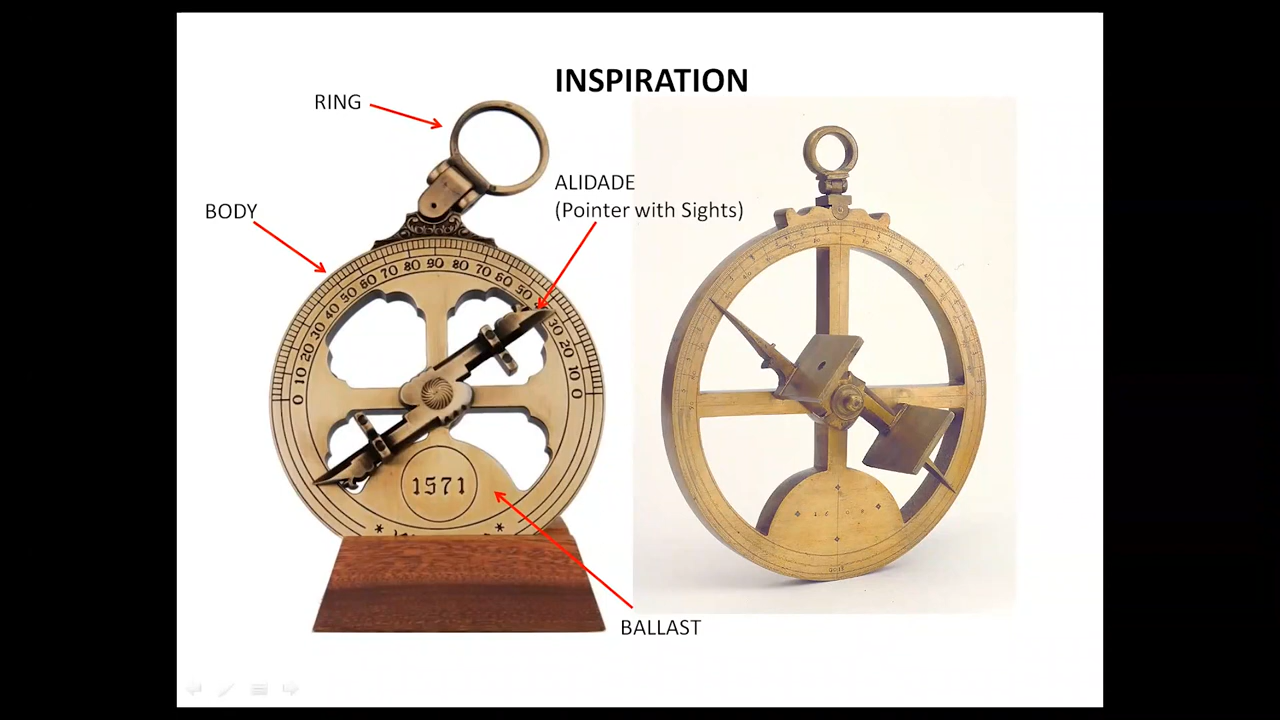 INSPIRATION
RING
ALIDADE
(Pointer with Sights)
BODY
0 10 20 30 40 50 60 70 80 90 80 70 60 50 30 20 10 0
1571
BALLAST